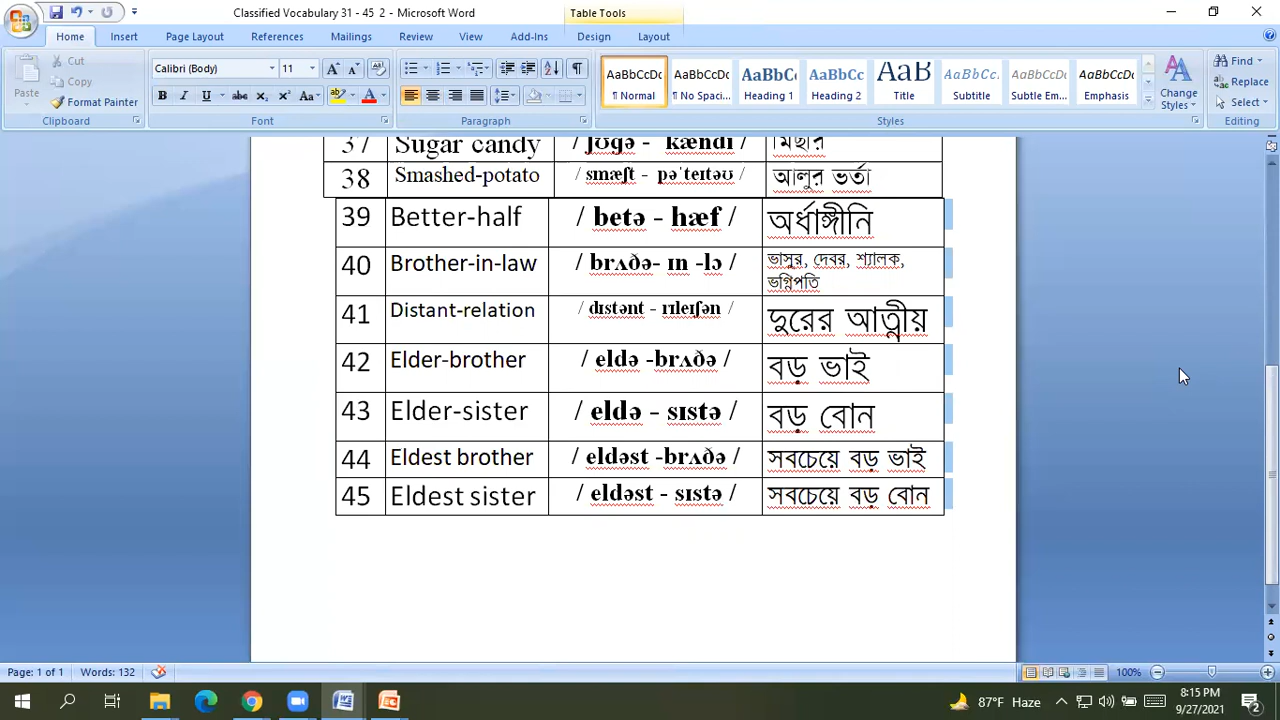 Classified Vocabulary 31 - 45 2 - Microsoft Word
Table Tools
Home Insert Page Layout References Mailings Review View Add-Ins Design Layout
Paste
Cut
Copy
Format Painter
Clipboard
Calibri (Body) 11
Font
Paragraph
AaBbCcDc AaBbCcDc AaBbCc AaBbCc AaB AaBbCc. AaBbCcDc AaBbCcDc
¶ Normal ¶ No Spaci... Heading 1 Heading 2 Title Subtitle Subtle Em... Emphasis
Change Styles
Styles
Find
Replace
Select
Editing
37 Sugar candy / ʃʊgə - kændɪ / মিছরি
38 Smashed-potato / smæʃt - pəˈteɪtəʊ / আলুর ভর্তা
39 Better-half / betə - hæf / অর্ধাঙ্গীনি
40 Brother-in-law / brʌðə- ɪn -lɔ / ভাসুর, দেবর, শ্যালক,
ভগ্নিপতি
41 Distant-relation / dɪstənt - rɪleɪʃən / দুরের আত্মীয়
42 Elder-brother / eldə -brʌðə / বড় ভাই
43 Elder-sister / eldə - sɪstə / বড় বোন
44 Eldest brother / eldəst -brʌðə / সবচেয়ে বড় ভাই
45 Eldest sister / eldəst - sɪstə / সবচেয়ে বড় বোন
Page: 1 of 1 Words: 132 100%
87°F Haze
8:15 PM
9/27/2021
2